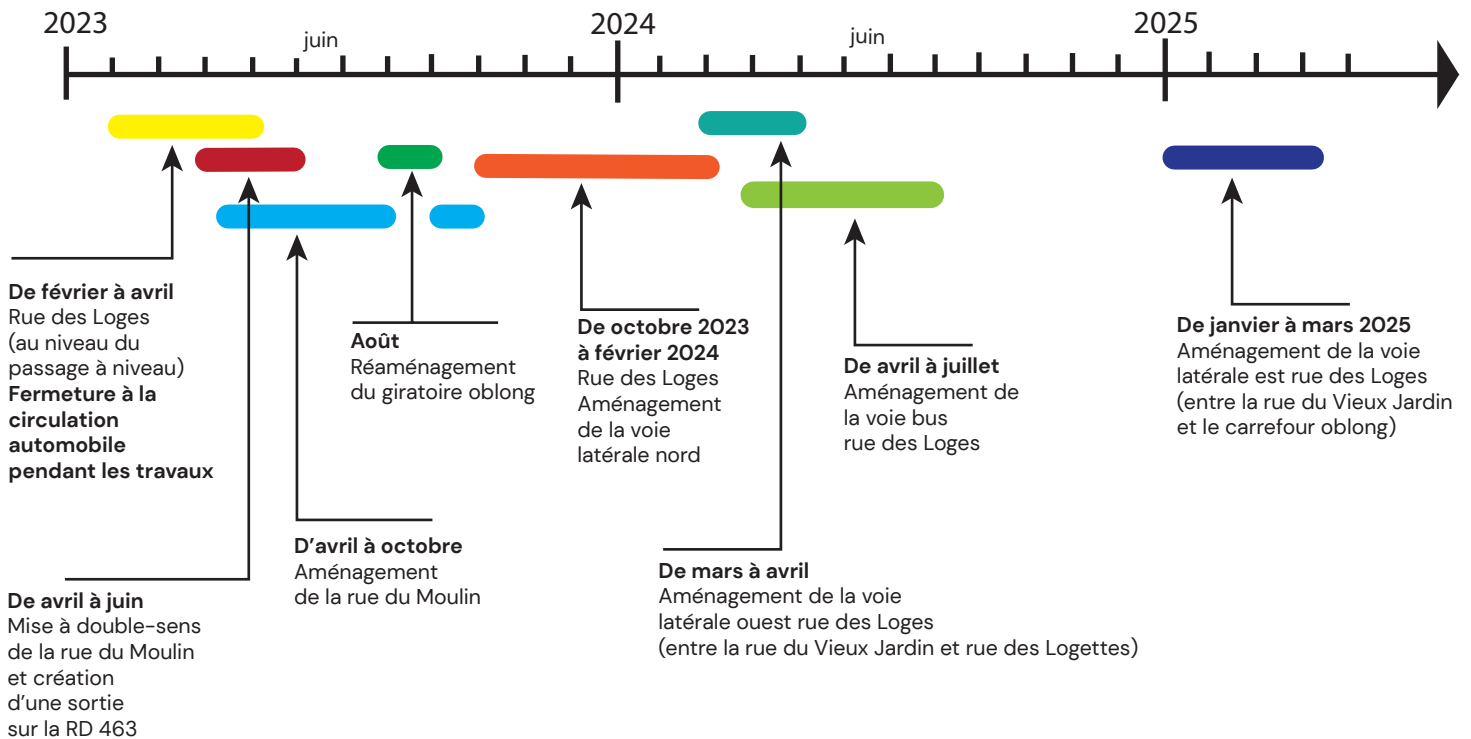 2023
juin
2024
juin
2025
De février à avril
Rue des Loges
(au niveau du
passage à niveau)
Fermeture à la
circulation
automobile
pendant les travaux
De avril à juin
Mise à double-sens
de la rue du Moulin
et création
d'une sortie
sur la RD 463
D'avril à octobre
Aménagement
de la rue du Moulin
Août
Réaménagement
du giratoire oblong
De octobre 2023
à février 2024
Rue des Loges
Aménagement
de la voie
latérale nord
De mars à avril
Aménagement de la voie
latérale ouest rue des Loges
(entre la rue du Vieux Jardin et rue des Logettes)
De avril à juillet
Aménagement de
la voie bus
rue des Loges
De janvier à mars 2025
Aménagement de la voie
latérale est rue des Loges
(entre la rue du Vieux Jardin
et le carrefour oblong)